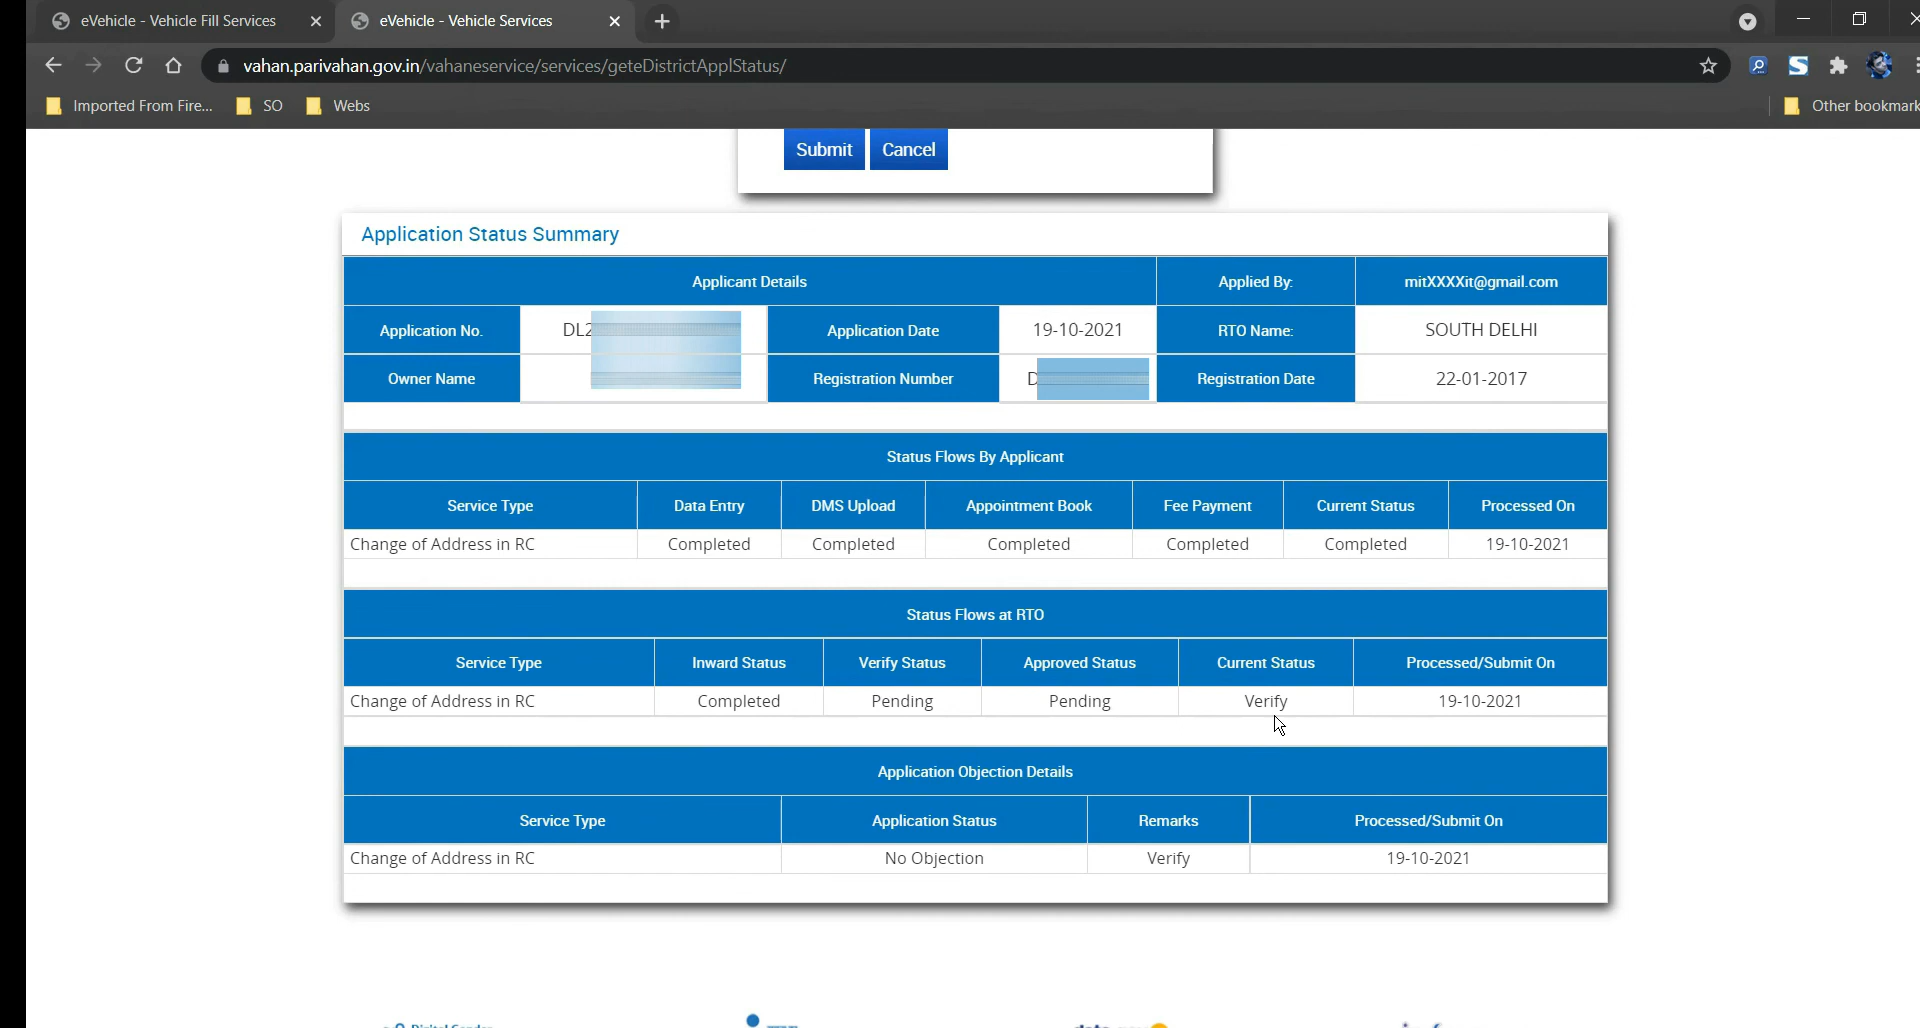 eVehicle - Vehicle Fill Services
eVehicle - Vehicle Services
vahan.parivahan.gov.in/vahaneservice/services/geteDistrictApplStatus/
Imported From Fire... SO Webs Other bookmark
Submit Cancel
Application Status Summary
Applicant Details Applied By: mitXXXXit@gmail.com
Application No. DL2 Application Date 19-10-2021 RTO Name: SOUTH DELHI
Owner Name Registration Number D Registration Date 22-01-2017
Status Flows By Applicant
Service Type Data Entry DMS Upload Appointment Book Fee Payment Current Status Processed On
Change of Address in RC Completed Completed Completed Completed Completed 19-10-2021
Status Flows at RTO
Service Type Inward Status Verify Status Approved Status Current Status Processed/Submit On
Change of Address in RC Completed Pending Pending Verify 19-10-2021
Application Objection Details
Service Type Application Status Remarks Processed/Submit On
Change of Address in RC No Objection Verify 19-10-2021